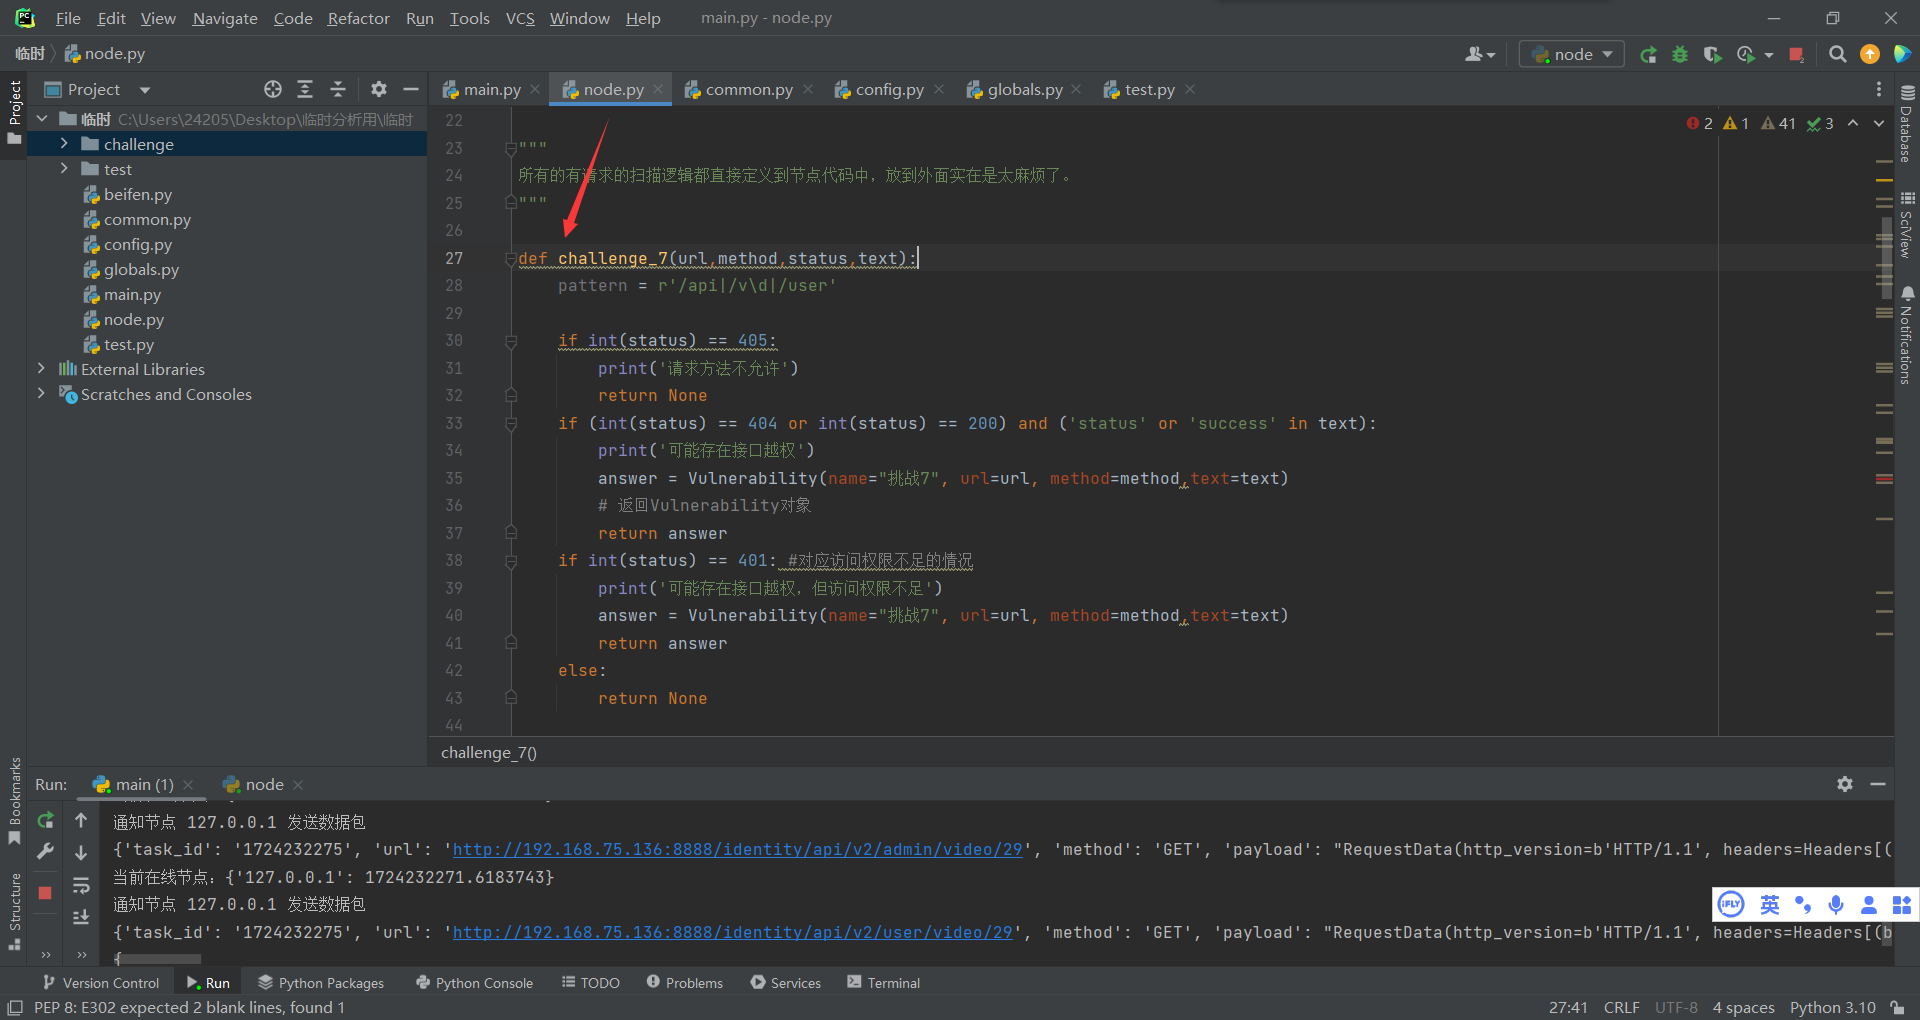 File Edit View Navigate Code Refactor Run Tools VCS Window Help main.py - node.py
临时 node.py node
Project main.py node.py common.py config.py globals.py test.py
临时 C:\Users\24205\Desktop\临时分析用\临时
challenge
test
beifen.py
common.py
config.py
globals.py
main.py
node.py
test.py
External Libraries
Scratches and Consoles
Project
Bookmarks
Structure
Database
SciView
Notifications
2 1 41 3
22
23 """
24 所有的有请求的扫描逻辑都直接定义到节点代码中，放到外面实在是太麻烦了。
25 """
26
27 def challenge_7(url,method,status,text):
28 pattern = r'/api|/v\d|/user'
29
30 if int(status) == 405:
31 print('请求方法不允许')
32 return None
33 if (int(status) == 404 or int(status) == 200) and ('status' or 'success' in text):
34 print('可能存在接口越权')
35 answer = Vulnerability(name="挑战7", url=url, method=method,text=text)
36 # 返回Vulnerability对象
37 return answer
38 if int(status) == 401: #对应访问权限不足的情况
39 print('可能存在接口越权，但访问权限不足')
40 answer = Vulnerability(name="挑战7", url=url, method=method,text=text)
41 return answer
42 else:
43 return None
44
challenge_7()
Run: main (1) node
通知节点 127.0.0.1 发送数据包
{'task_id': '1724232275', 'url': 'http://192.168.75.136:8888/identity/api/v2/admin/video/29', 'method': 'GET', 'payload': "RequestData(http_version=b'HTTP/1.1', headers=Headers[(
当前在线节点：{'127.0.0.1': 1724232271.6183743}
通知节点 127.0.0.1 发送数据包
{'task_id': '1724232275', 'url': 'http://192.168.75.136:8888/identity/api/v2/user/video/29', 'method': 'GET', 'payload': "RequestData(http_version=b'HTTP/1.1', headers=Headers[(b
{
iFLY 英
Version Control Run Python Packages Python Console TODO Problems Services Terminal
PEP 8: E302 expected 2 blank lines, found 1 27:41 CRLF UTF-8 4 spaces Python 3.10